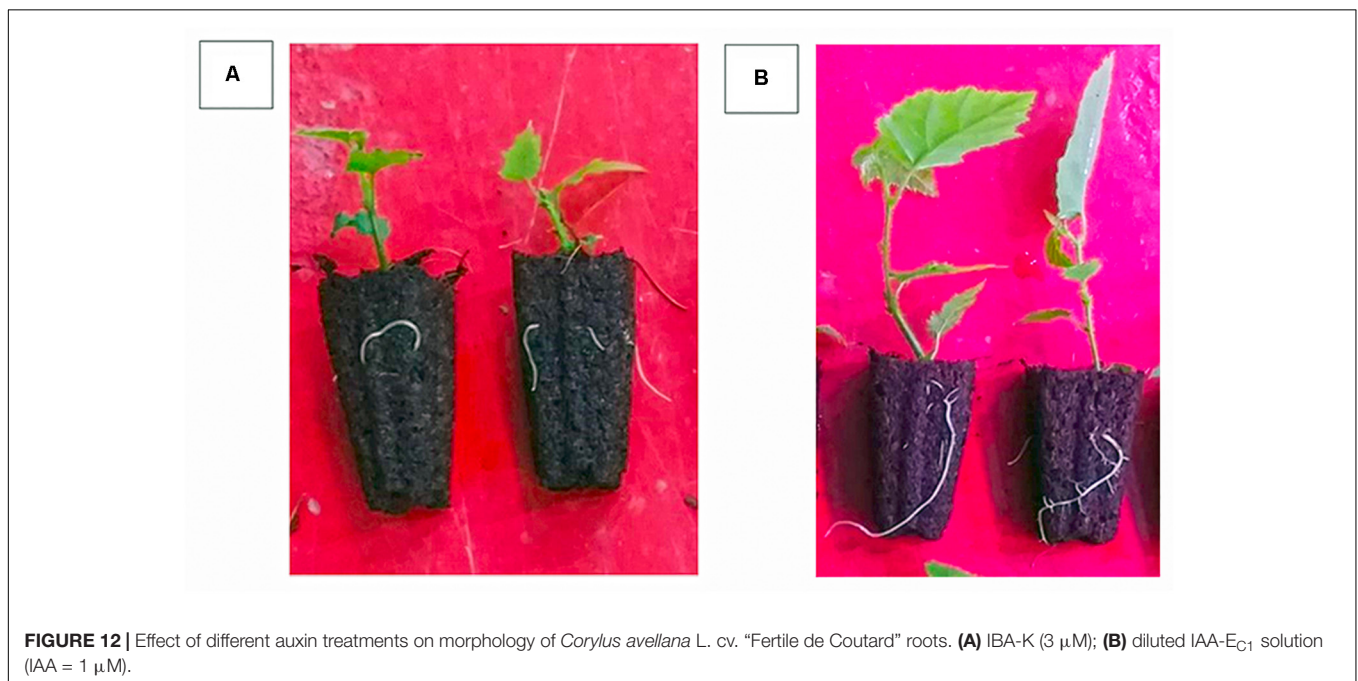 A
B
FIGURE 12 | Effect of different auxin treatments on morphology of Corylus avellana L. cv. “Fertile de Coutard” roots. (A) IBA-K (3 μM); (B) diluted IAA-EC1 solution
(IAA = 1 μM).